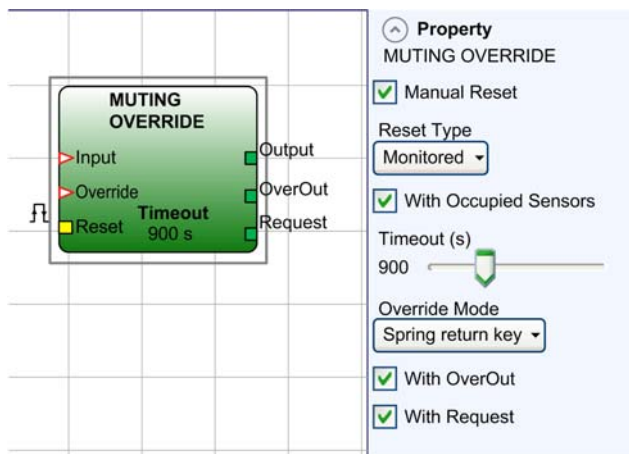 MUTING
OVERRIDE
Input
Override
Reset
Timeout
900 s
Output
OverOut
Request
Property
MUTING OVERRIDE
Manual Reset
Reset Type
Monitored
With Occupied Sensors
Timeout (s)
900
Override Mode
Spring return key
With OverOut
With Request